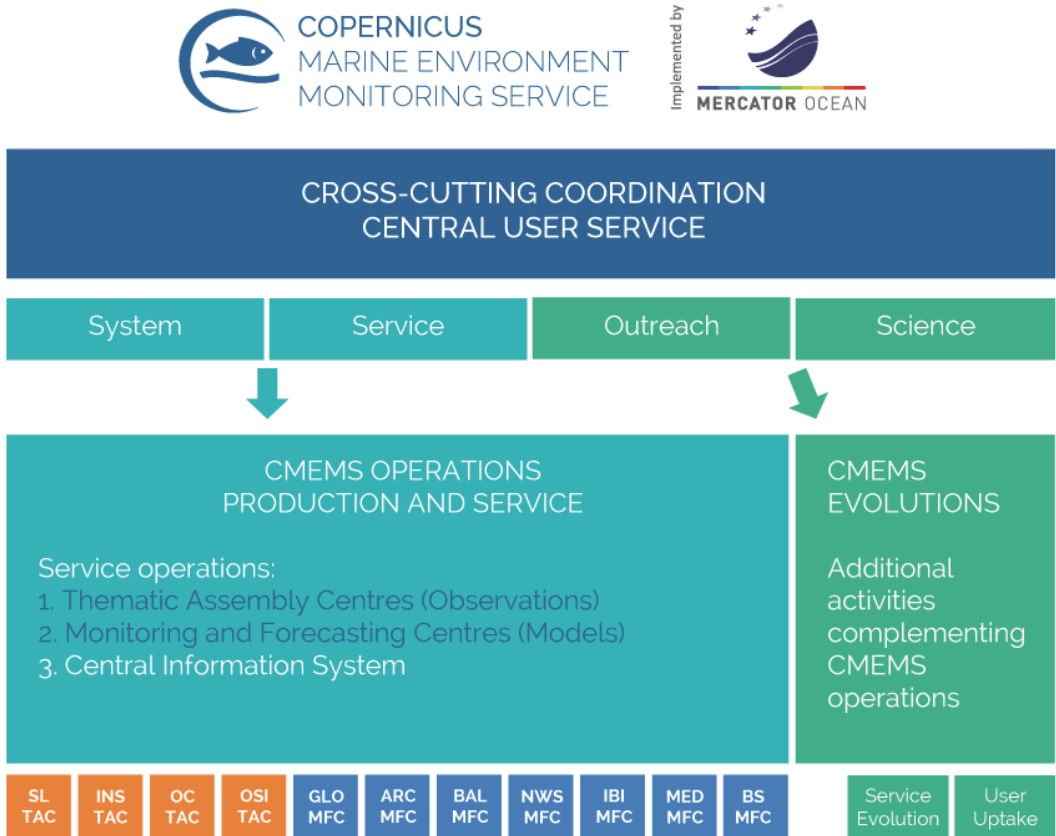 COPERNICUS
MARINE ENVIRONMENT
MONITORING SERVICE
Implemented by
MERCATOR OCEAN
CROSS-CUTTING COORDINATION
CENTRAL USER SERVICE
System
Service
Outreach
Science
CMEMS OPERATIONS
PRODUCTION AND SERVICE
Service operations:
1. Thematic Assembly Centres (Observations)
2. Monitoring and Forecasting Centres (Models)
3. Central Information System
CMEMS
EVOLUTIONS
Additional
activities
complementing
CMEMS
operations
SL
TAC
INS
TAC
OC
TAC
OSI
TAC
GLO
MFC
ARC
MFC
BAL
MFC
NWS
MFC
IBI
MFC
MED
MFC
BS
MFC
Service
Evolution
User
Uptake